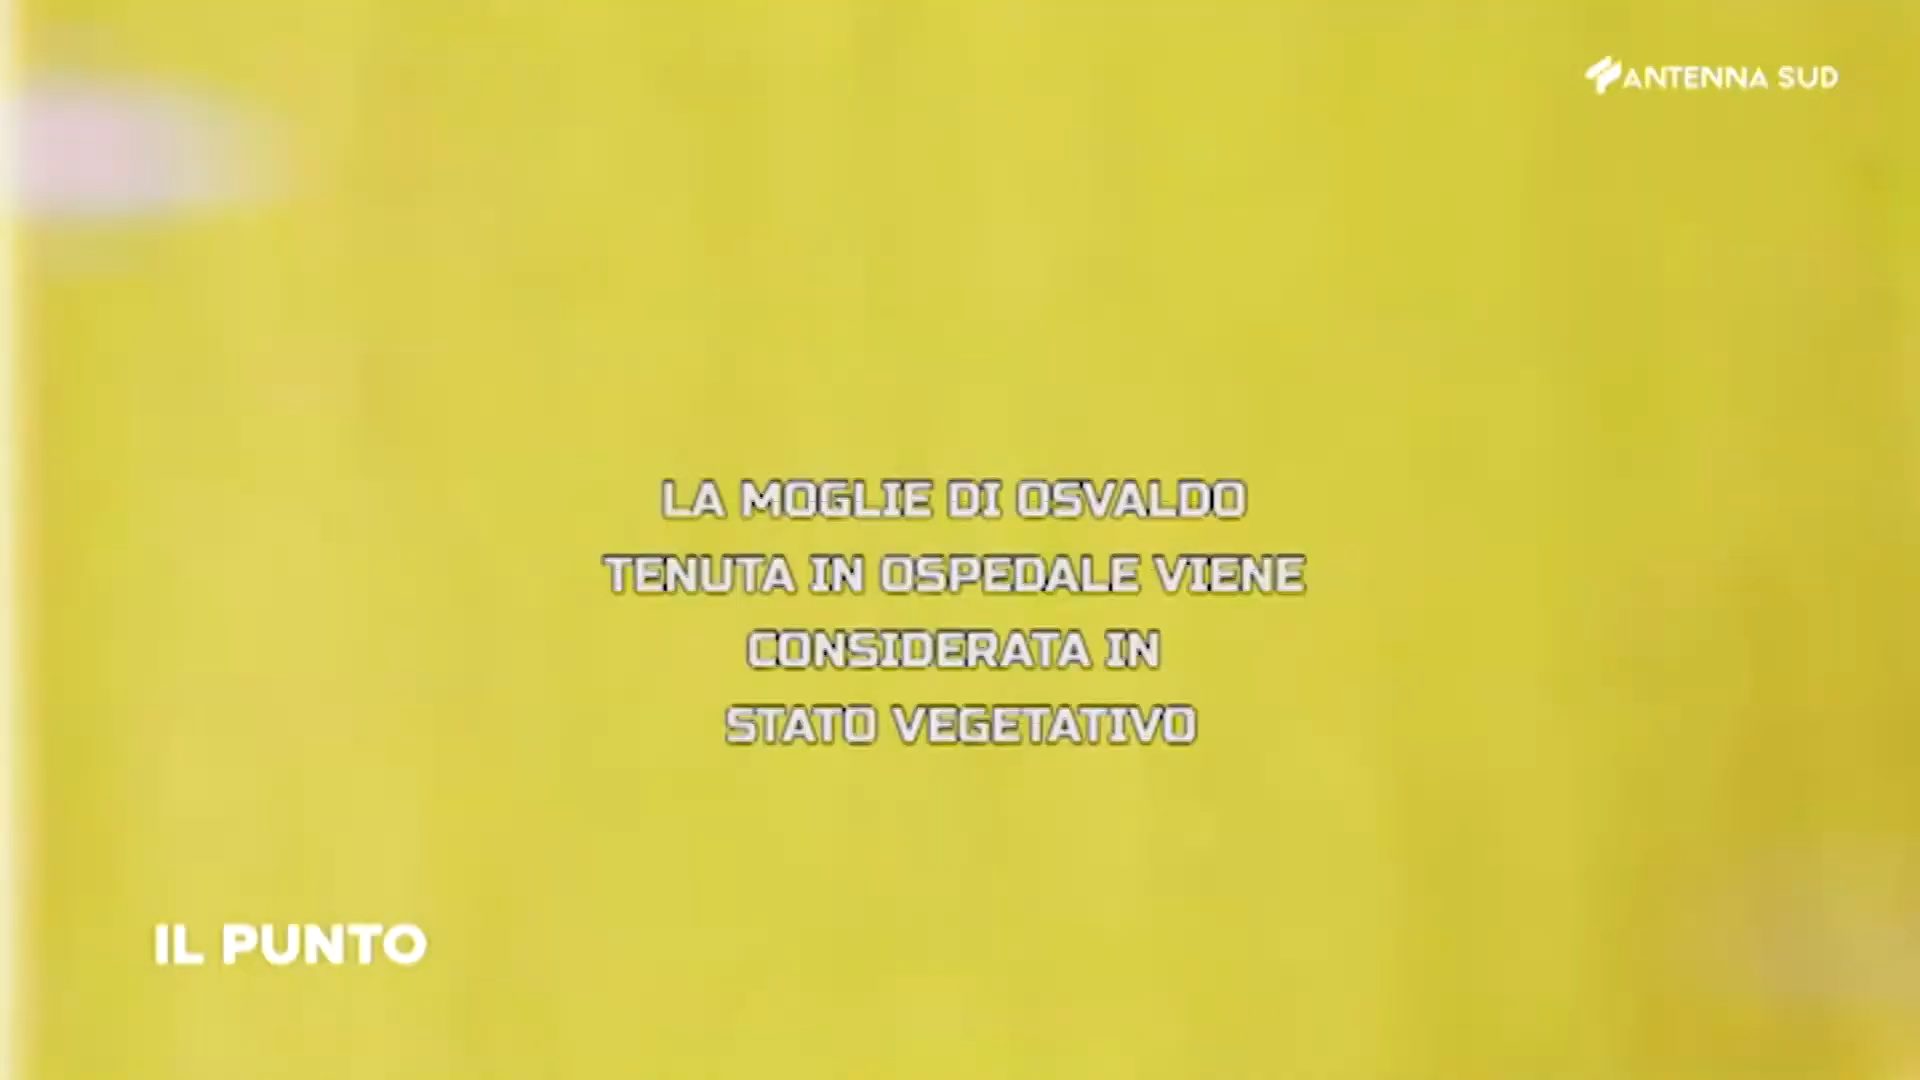 ANTENNA SUD
LA MOGLIE DI OSVALDO
TENUTA IN OSPEDALE VIENE
CONSIDERATA IN
STATO VEGETATIVO
IL PUNTO